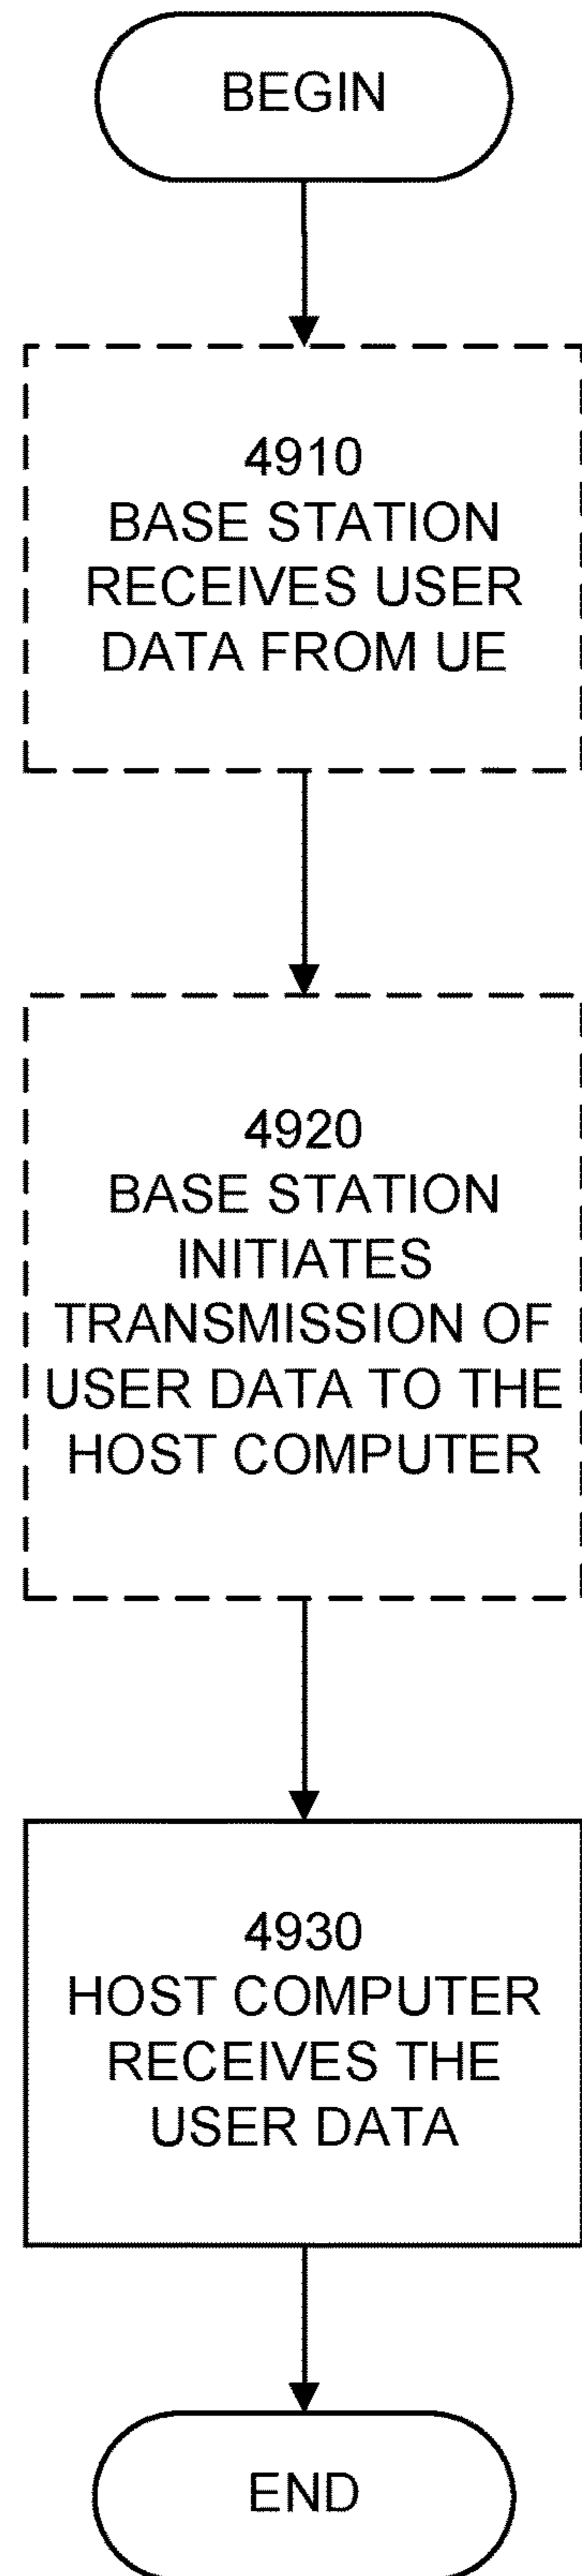 BEGIN
4910
BASE STATION
RECEIVES USER
DATA FROM UE
4920
BASE STATION
INITIATES
TRANSMISSION OF
USER DATA TO THE
HOST COMPUTER
4930
HOST COMPUTER
RECEIVES THE
USER DATA
END